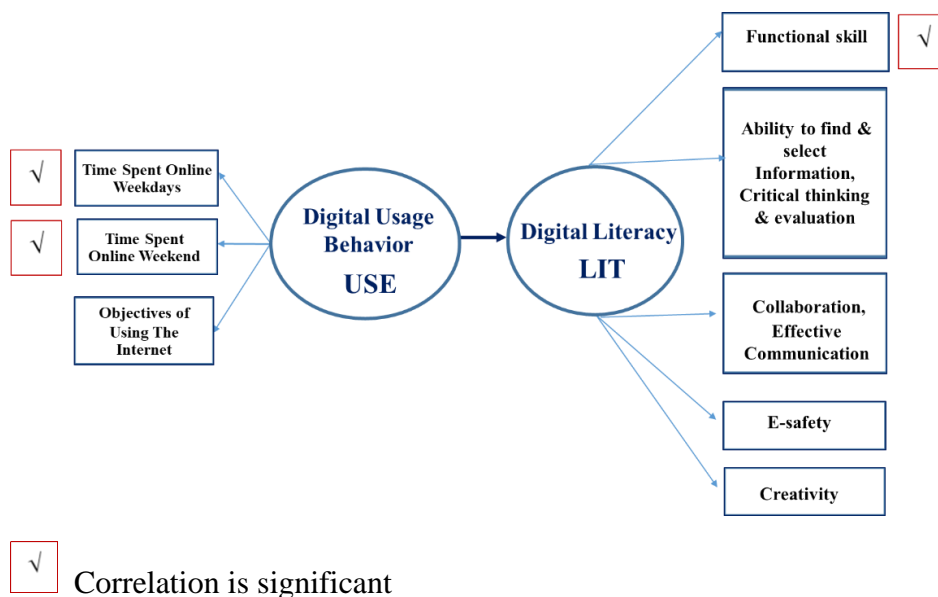 Functional skill
√
Ability to find &
select
Information,
Critical thinking
& evaluation
√
Time Spent Online
Weekdays
√
Time Spent
Online Weekend
Objectives of
Using The
Internet
Digital Usage
Behavior
USE
Digital Literacy
LIT
Collaboration,
Effective
Communication
E-safety
Creativity
√ Correlation is significant